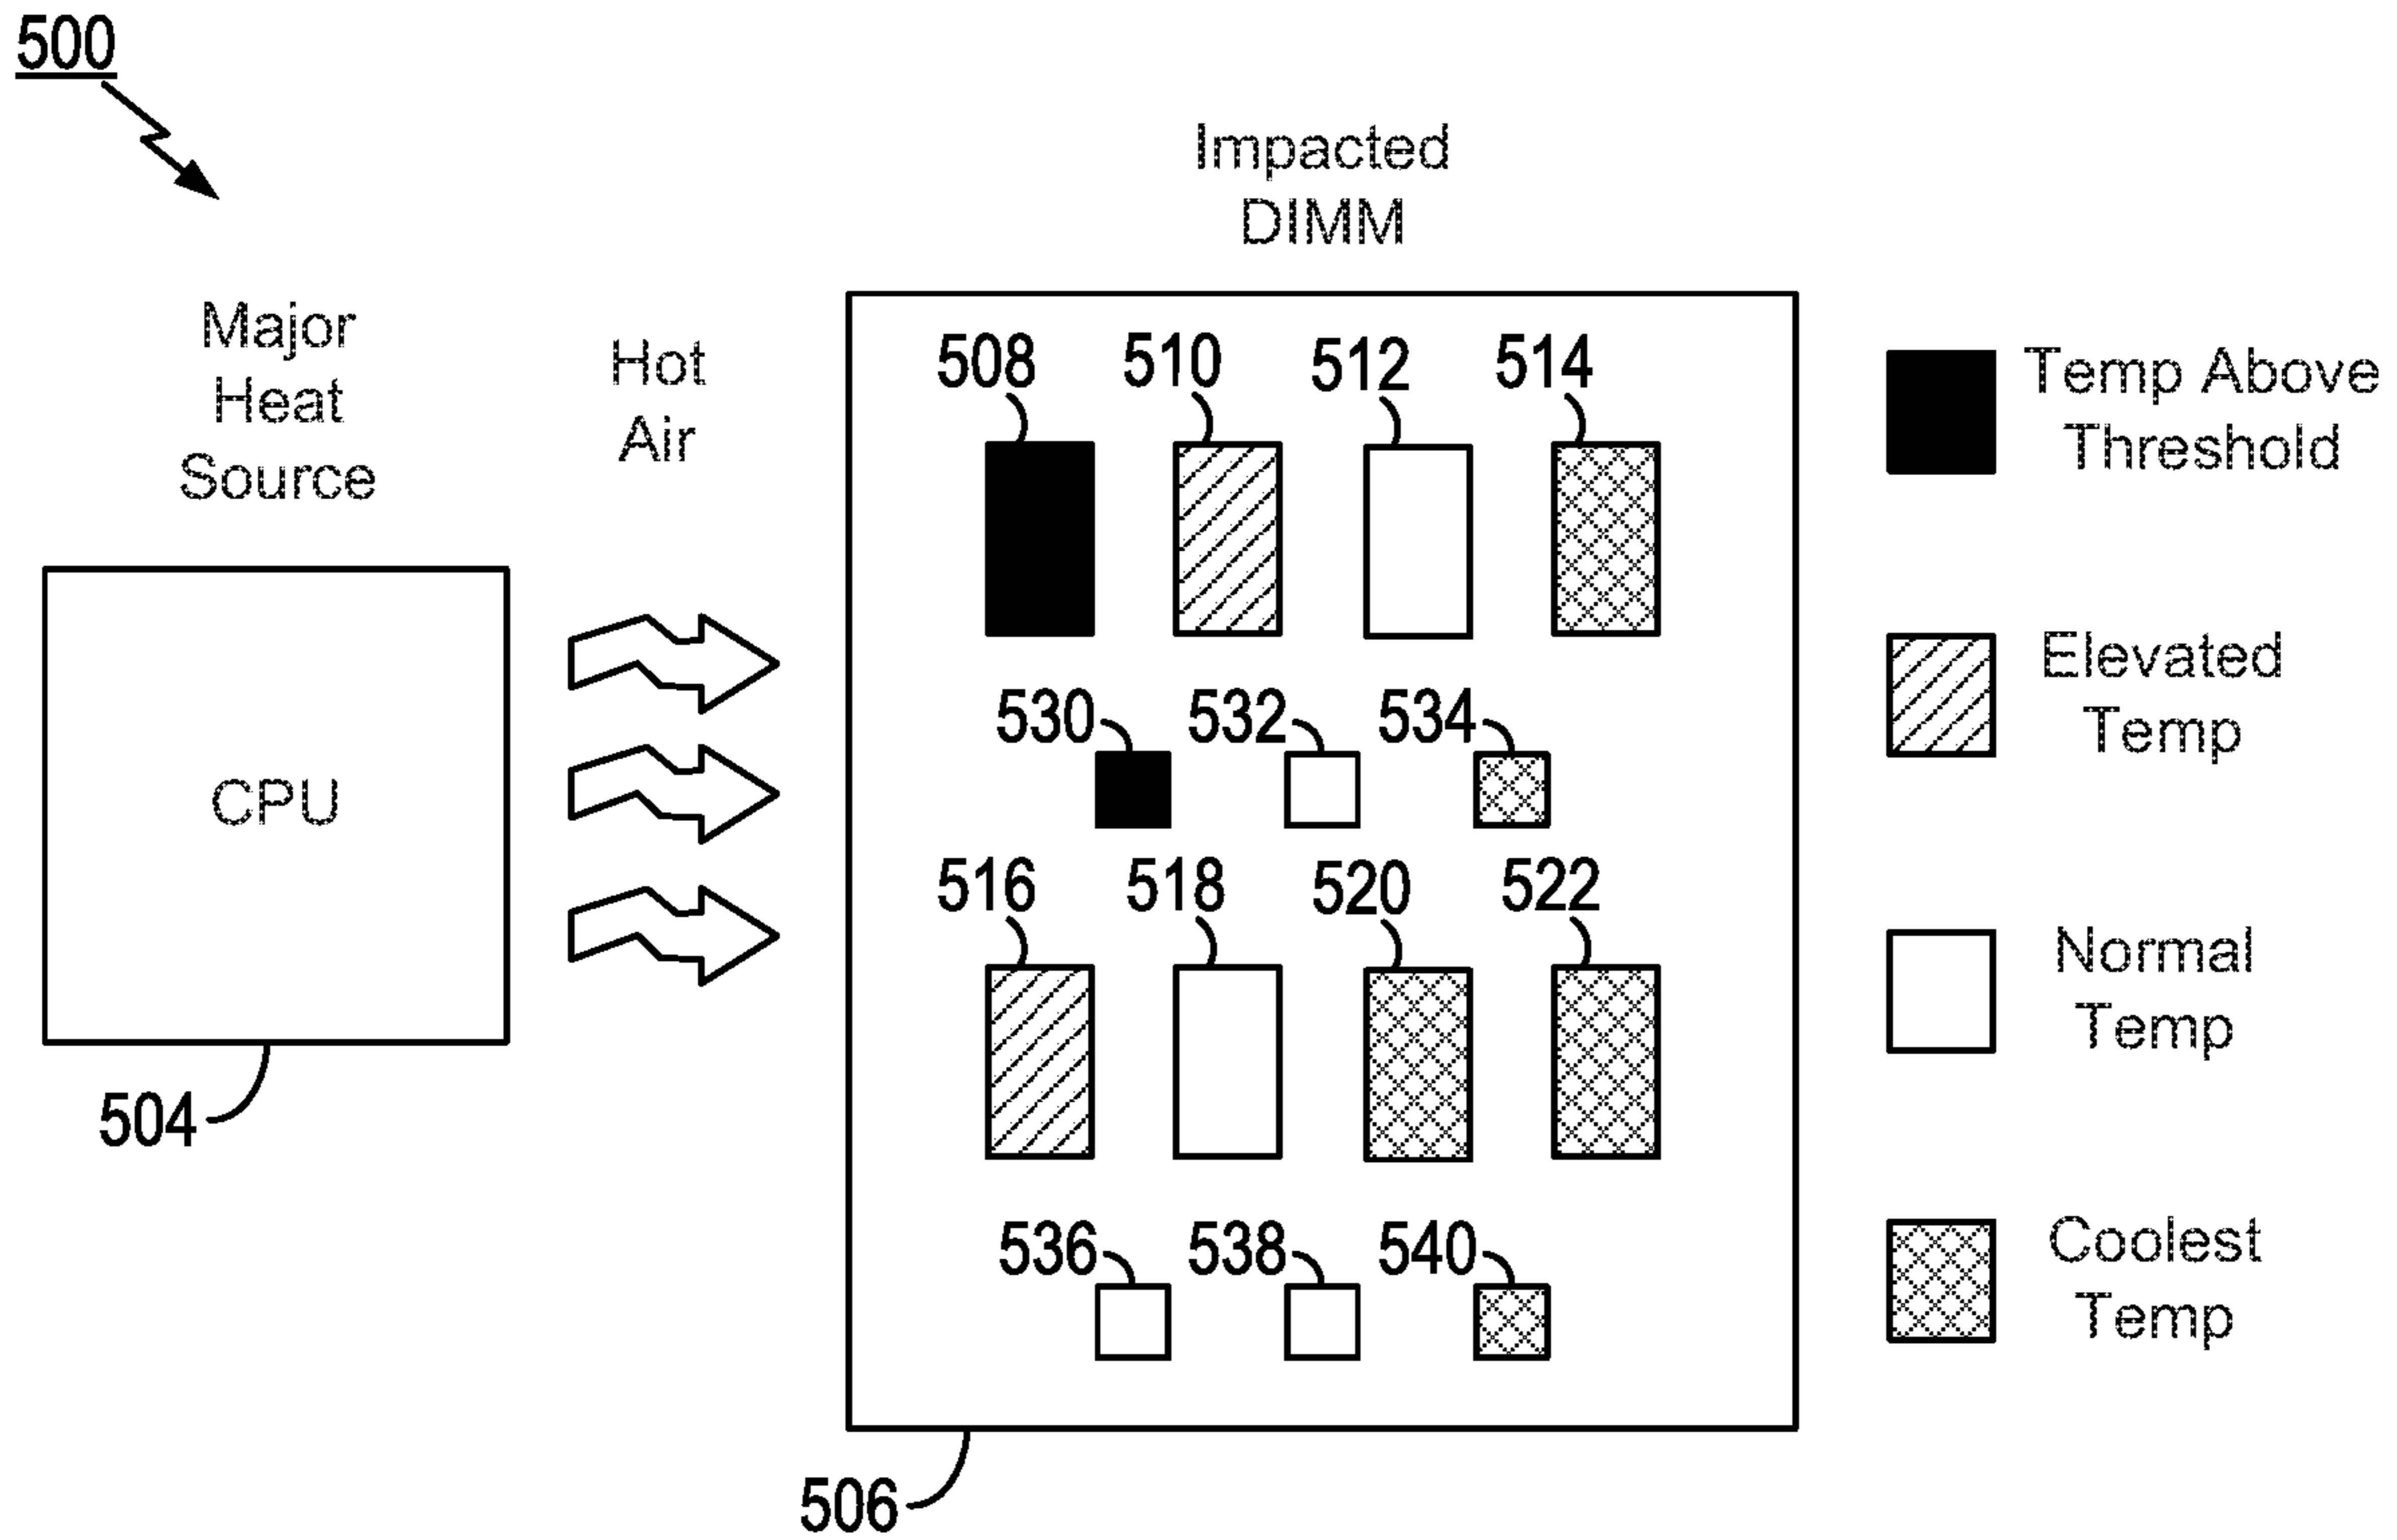 500
Impacted
DIMM
Major
Heat
Source
Hot
Air
508
510
512
514
Temp Above
Threshold
530
532
534
Elevated
Temp
CPU
516
518
520
522
Normal
Temp
504
536
538
540
Coolest
Temp
506